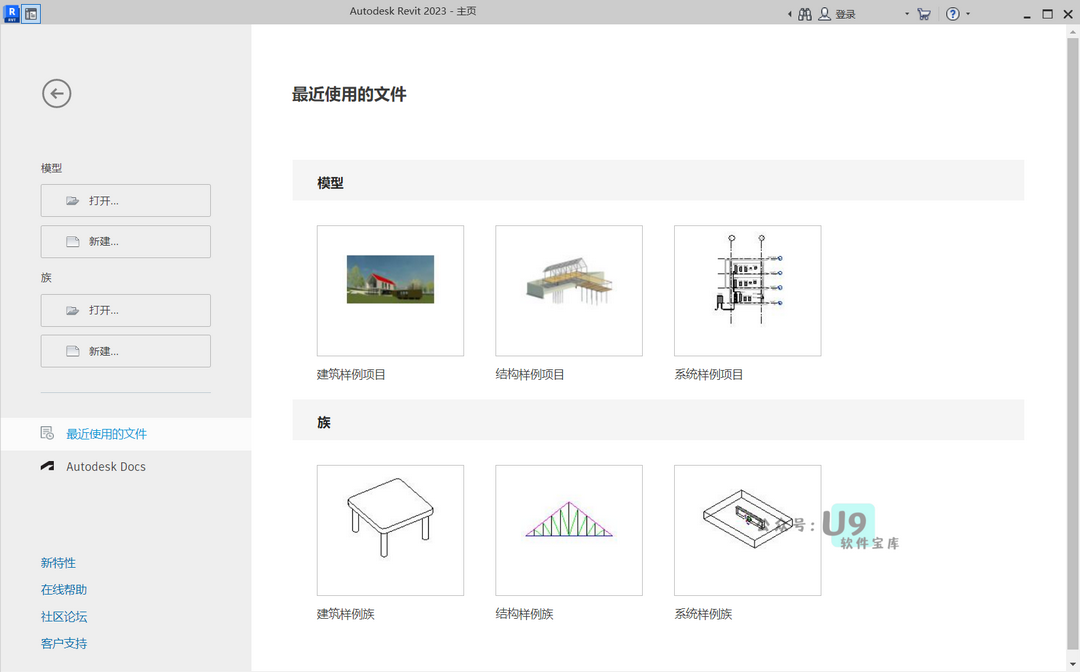 Autodesk Revit 2023 - 主页
登录
最近使用的文件
模型
打开...
新建...
族
打开...
新建...
最近使用的文件
Autodesk Docs
新特性
在线帮助
社区论坛
客户支持
模型
建筑样例项目
结构样例项目
系统样例项目
族
建筑样例族
结构样例族
系统样例族
公众号：U9
软件宝库